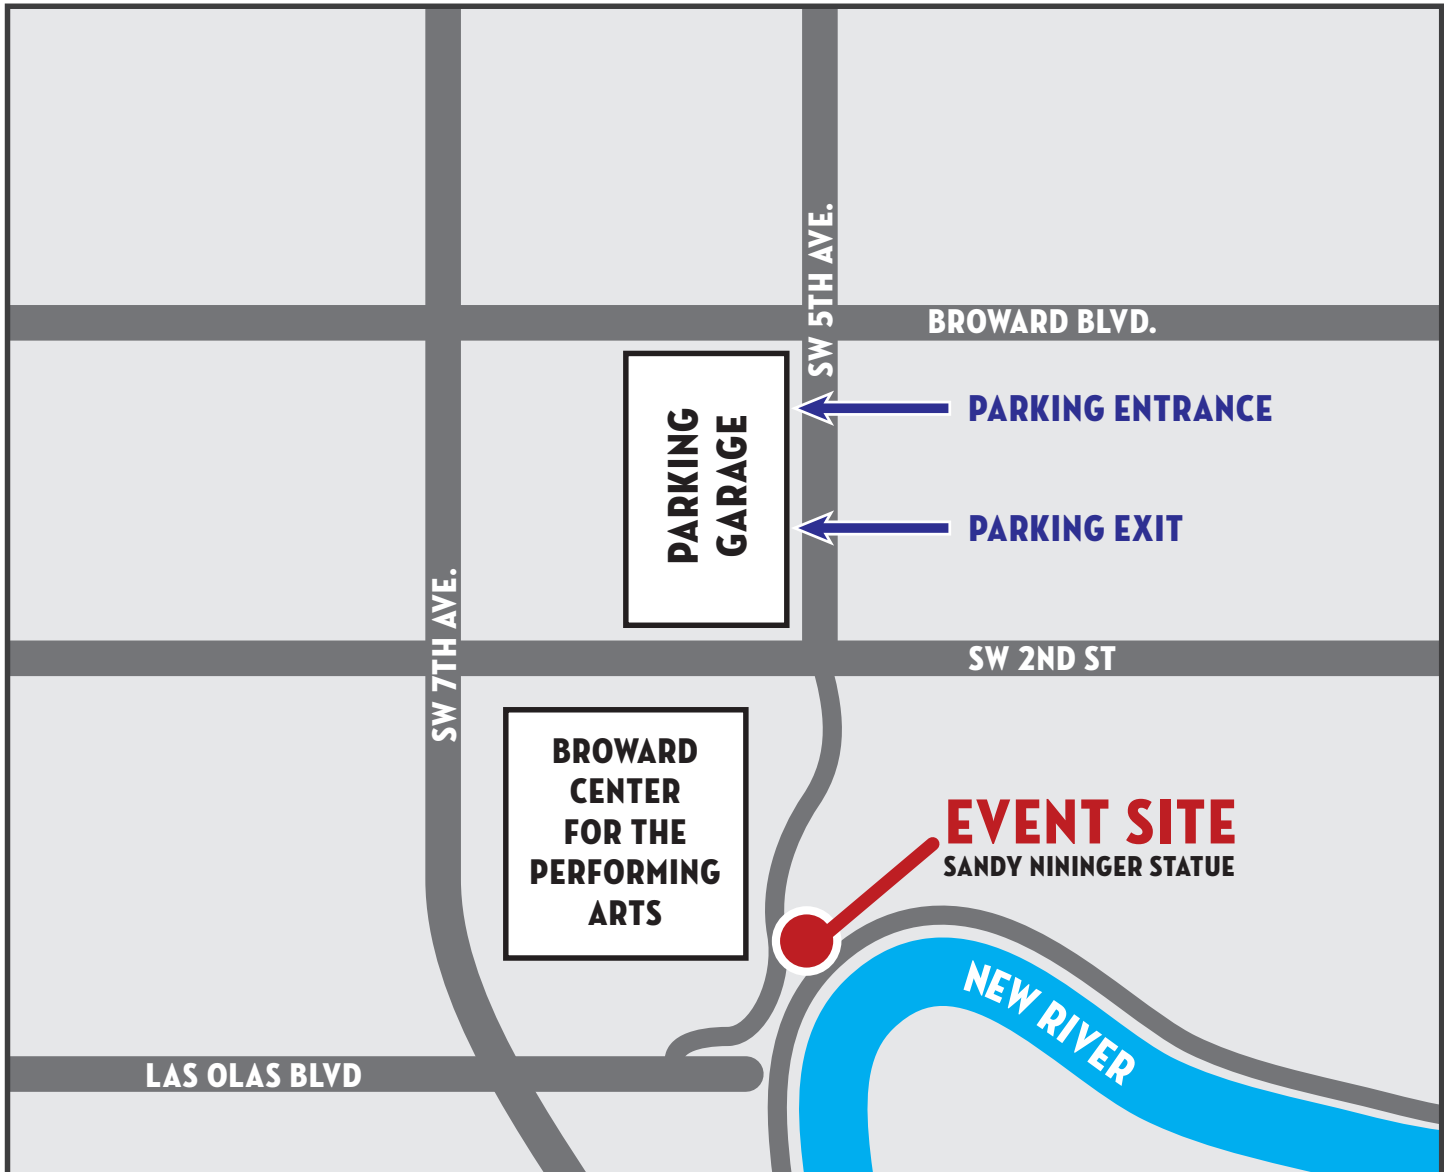 SW 5TH AVE.
BROWARD BLVD.
PARKING
GARAGE
PARKING ENTRANCE
PARKING EXIT
SW 7TH AVE.
SW 2ND ST
BROWARD
CENTER
FOR THE
PERFORMING
ARTS
EVENT SITE
SANDY NININGER STATUE
NEW RIVER
LAS OLAS BLVD